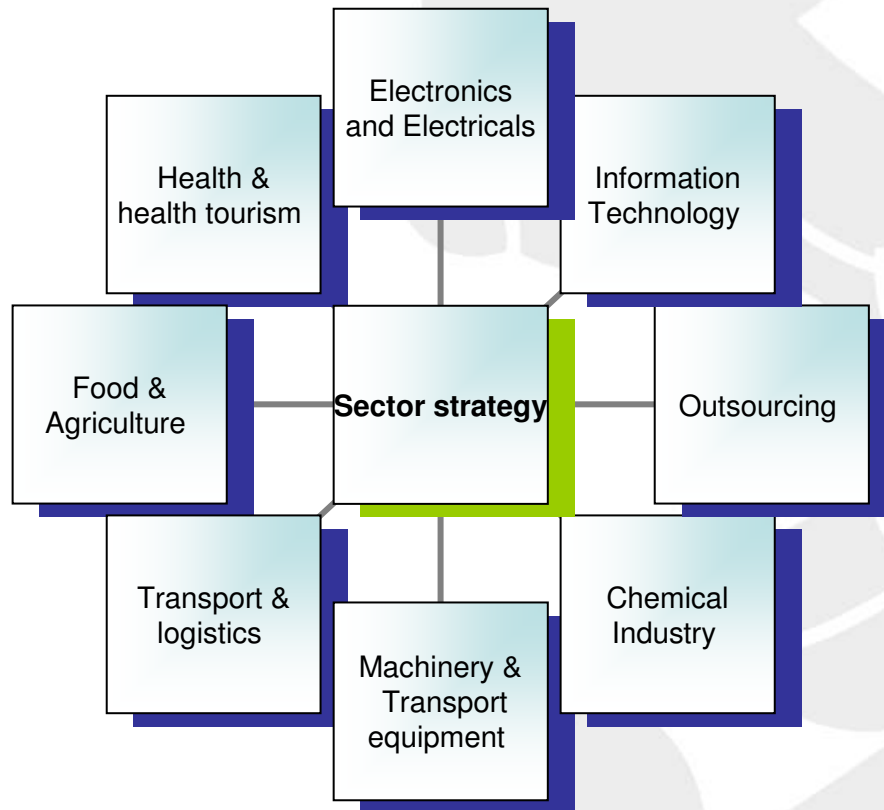 Electronics
and Electricals
Health &
health tourism
Information
Technology
Food &
Agriculture
Sector strategy
Outsourcing
Transport &
logistics
Chemical
Industry
Machinery &
Transport
equipment